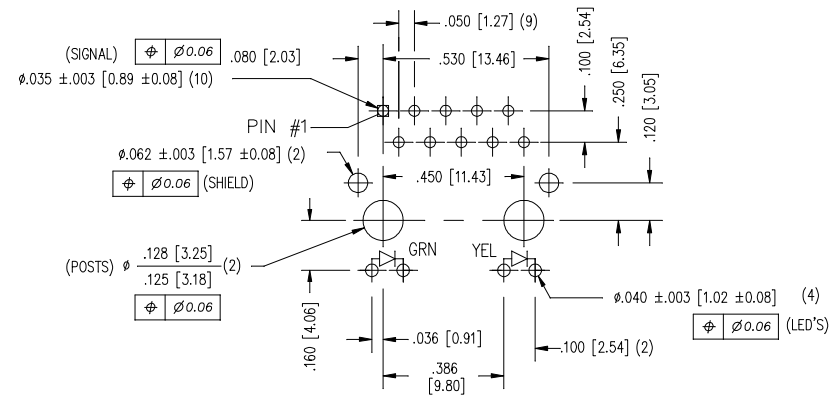 .050 [1.27] (9)
(SIGNAL) ⌖ Ø0.06
.080 [2.03]
.530 [13.46]
.100 [2.54]
.250 [6.35]
.120 [3.05]
ø.035 ±.003 [0.89 ±0.08] (10)
PIN #1
ø.062 ±.003 [1.57 ±0.08] (2)
⌖ Ø0.06 (SHIELD)
.450 [11.43]
GRN
YEL
(POSTS) ø .128 [3.25]
.125 [3.18]
(2)
⌖ Ø0.06
ø.040 ±.003 [1.02 ±0.08] (4)
⌖ Ø0.06 (LED'S)
.160 [4.06]
.036 [0.91]
.100 [2.54] (2)
.386
[9.80]